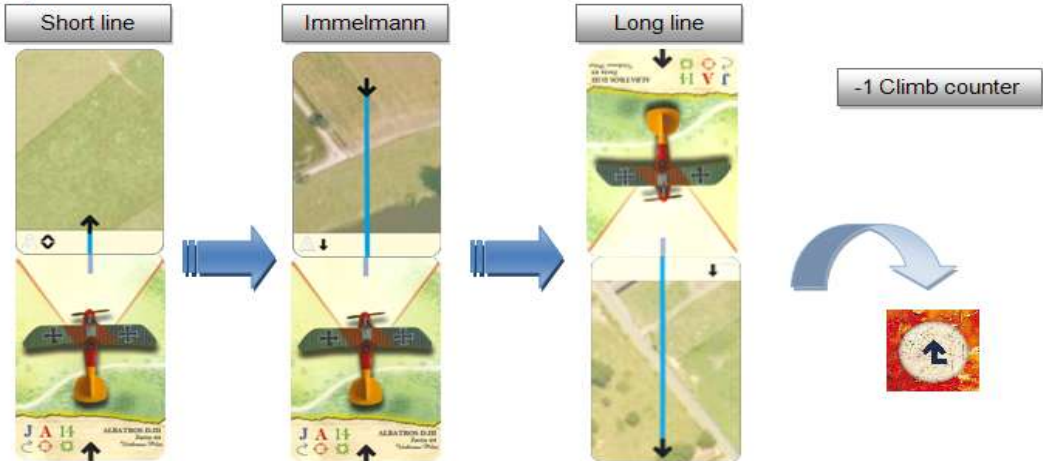 Short line
Immelmann
Long line
-1 Climb counter
J A 14
ALBATROS D.III
J A 14
ALBATROS D.III
J A 14
ALBATROS D.III